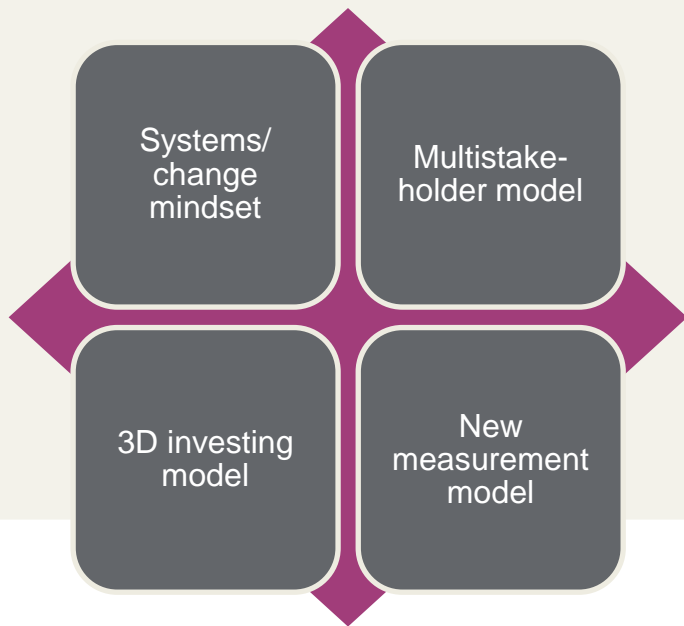 Systems/
change
mindset
Multistake-
holder model
3D investing
model
New
measurement
model